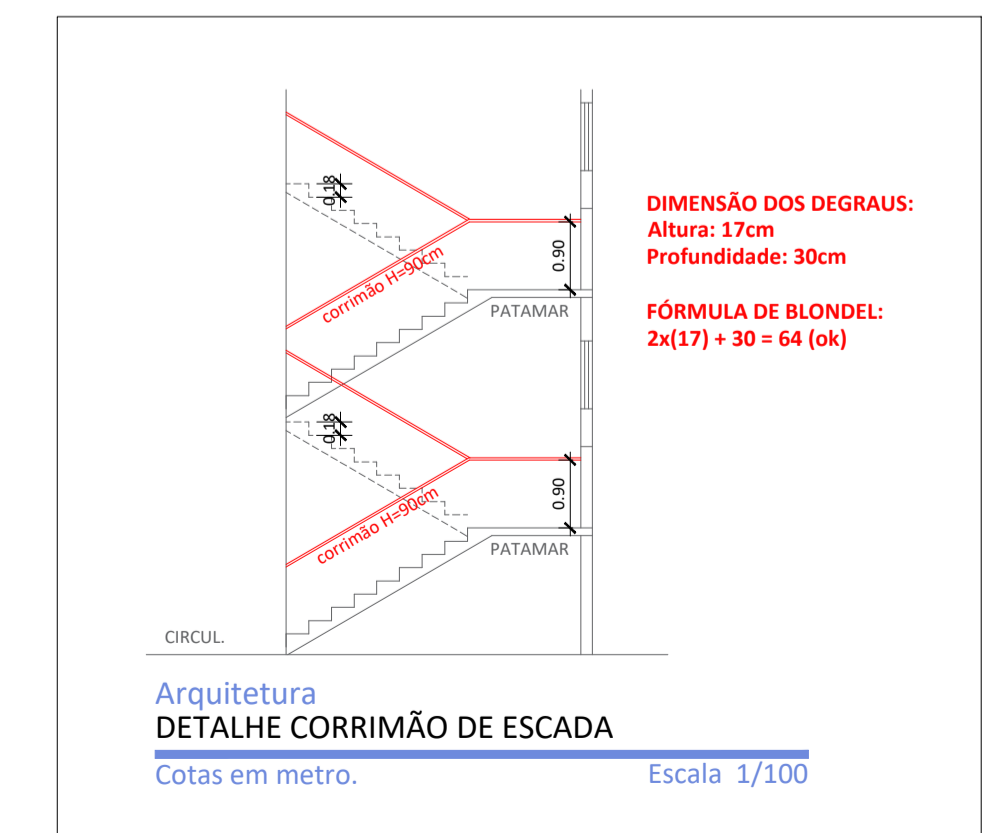 0.18
DIMENSÃO DOS DEGRAUS:
Altura: 17cm
Profundidade: 30cm
0.90
corrimão H=90cm
PATAMAR
FÓRMULA DE BLONDEL:
2x(17) + 30 = 64 (ok)
0.18
0.90
corrimão H=90cm
PATAMAR
CIRCUL.
Arquitetura
DETALHE CORRIMÃO DE ESCADA
Cotas em metro.
Escala 1/100